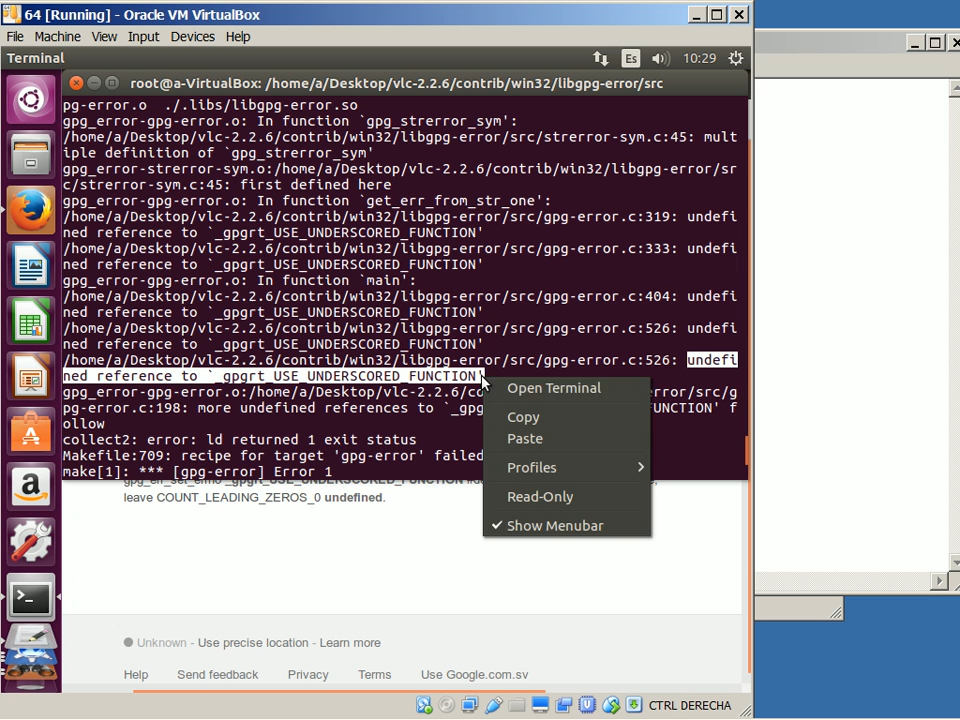 64 [Running] - Oracle VM VirtualBox
File Machine View Input Devices Help
Terminal
Es
10:29
root@a-VirtualBox: /home/a/Desktop/vlc-2.2.6/contrib/win32/libgpg-error/src
pg-error.o  ./.libs/libgpg-error.so
gpg_error-gpg-error.o: In function `gpg_strerror_sym':
/home/a/Desktop/vlc-2.2.6/contrib/win32/libgpg-error/src/strerror-sym.c:45: mult
iple definition of `gpg_strerror_sym'
gpg_error-strerror-sym.o:/home/a/Desktop/vlc-2.2.6/contrib/win32/libgpg-error/sr
c/strerror-sym.c:45: first defined here
gpg_error-gpg-error.o: In function `get_err_from_str_one':
/home/a/Desktop/vlc-2.2.6/contrib/win32/libgpg-error/src/gpg-error.c:319: undefi
ned reference to `_gpgrt_USE_UNDERSCORED_FUNCTION'
/home/a/Desktop/vlc-2.2.6/contrib/win32/libgpg-error/src/gpg-error.c:333: undefi
ned reference to `_gpgrt_USE_UNDERSCORED_FUNCTION'
gpg_error-gpg-error.o: In function `main':
/home/a/Desktop/vlc-2.2.6/contrib/win32/libgpg-error/src/gpg-error.c:404: undefi
ned reference to `_gpgrt_USE_UNDERSCORED_FUNCTION'
/home/a/Desktop/vlc-2.2.6/contrib/win32/libgpg-error/src/gpg-error.c:526: undefi
ned reference to `_gpgrt_USE_UNDERSCORED_FUNCTION'
/home/a/Desktop/vlc-2.2.6/contrib/win32/libgpg-error/src/gpg-error.c:526: undefi
ned reference to `_gpgrt_USE_UNDERSCORED_FUNCTION'
gpg_error-gpg-error.o:/home/a/Desktop/vlc-2.2.6/co
rror/src/g
pg-error.c:198: more undefined references to `_gpg
FUNCTION' f
ollow
collect2: error: ld returned 1 exit status
Makefile:709: recipe for target 'gpg-error' failed
make[1]: *** [gpg-error] Error 1
Open Terminal
Copy
Paste
Profiles
Read-Only
Show Menubar
leave COUNT_LEADING_ZEROS_0 undefined.
Unknown - Use precise location - Learn more
Help Send feedback Privacy Terms Use Google.com.sv
CTRL DERECHA